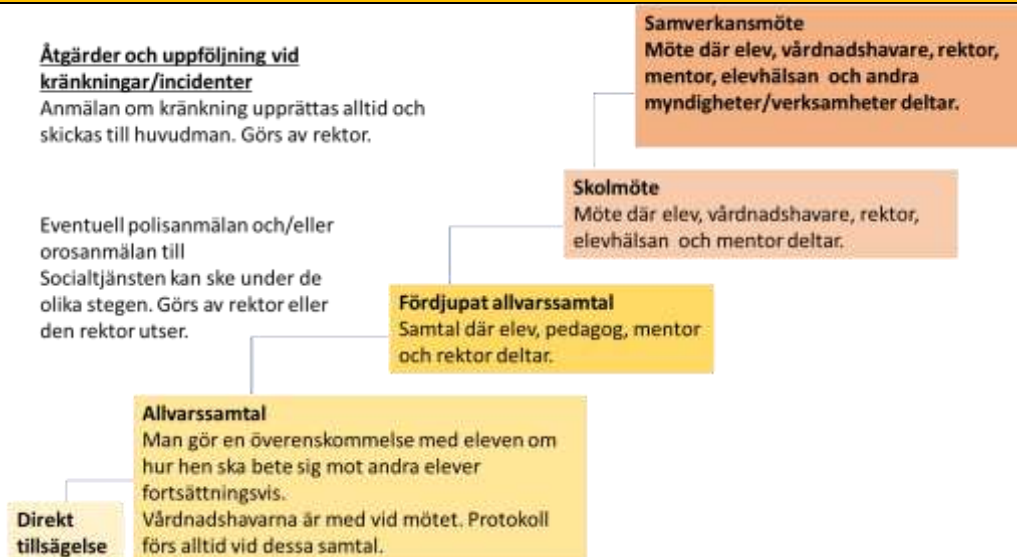 Åtgärder och uppföljning vid
kränkningar/incidenter
Anmälan om kränkning upprättas alltid och
skickas till huvudman. Görs av rektor.
Eventuell polisanmälan och/eller
orosanmälan till
Socialtjänsten kan ske under de
olika stegen. Görs av rektor eller
den rektor utser.
Samverkansmöte
Möte där elev, vårdnadshavare, rektor,
mentor, elevhälsan och andra
myndigheter/verksamheter deltar.
Skolmöte
Möte där elev, vårdnadshavare, rektor,
elevhälsan och mentor deltar.
Fördjupat allvarssamtal
Samtal där elev, pedagog, mentor
och rektor deltar.
Allvarssamtal
Man gör en överenskommelse med eleven om
hur hen ska bete sig mot andra elever
fortsättningsvis.
Vårdnadshavarna är med vid mötet. Protokoll
förs alltid vid dessa samtal.
Direkt
tillsägelse